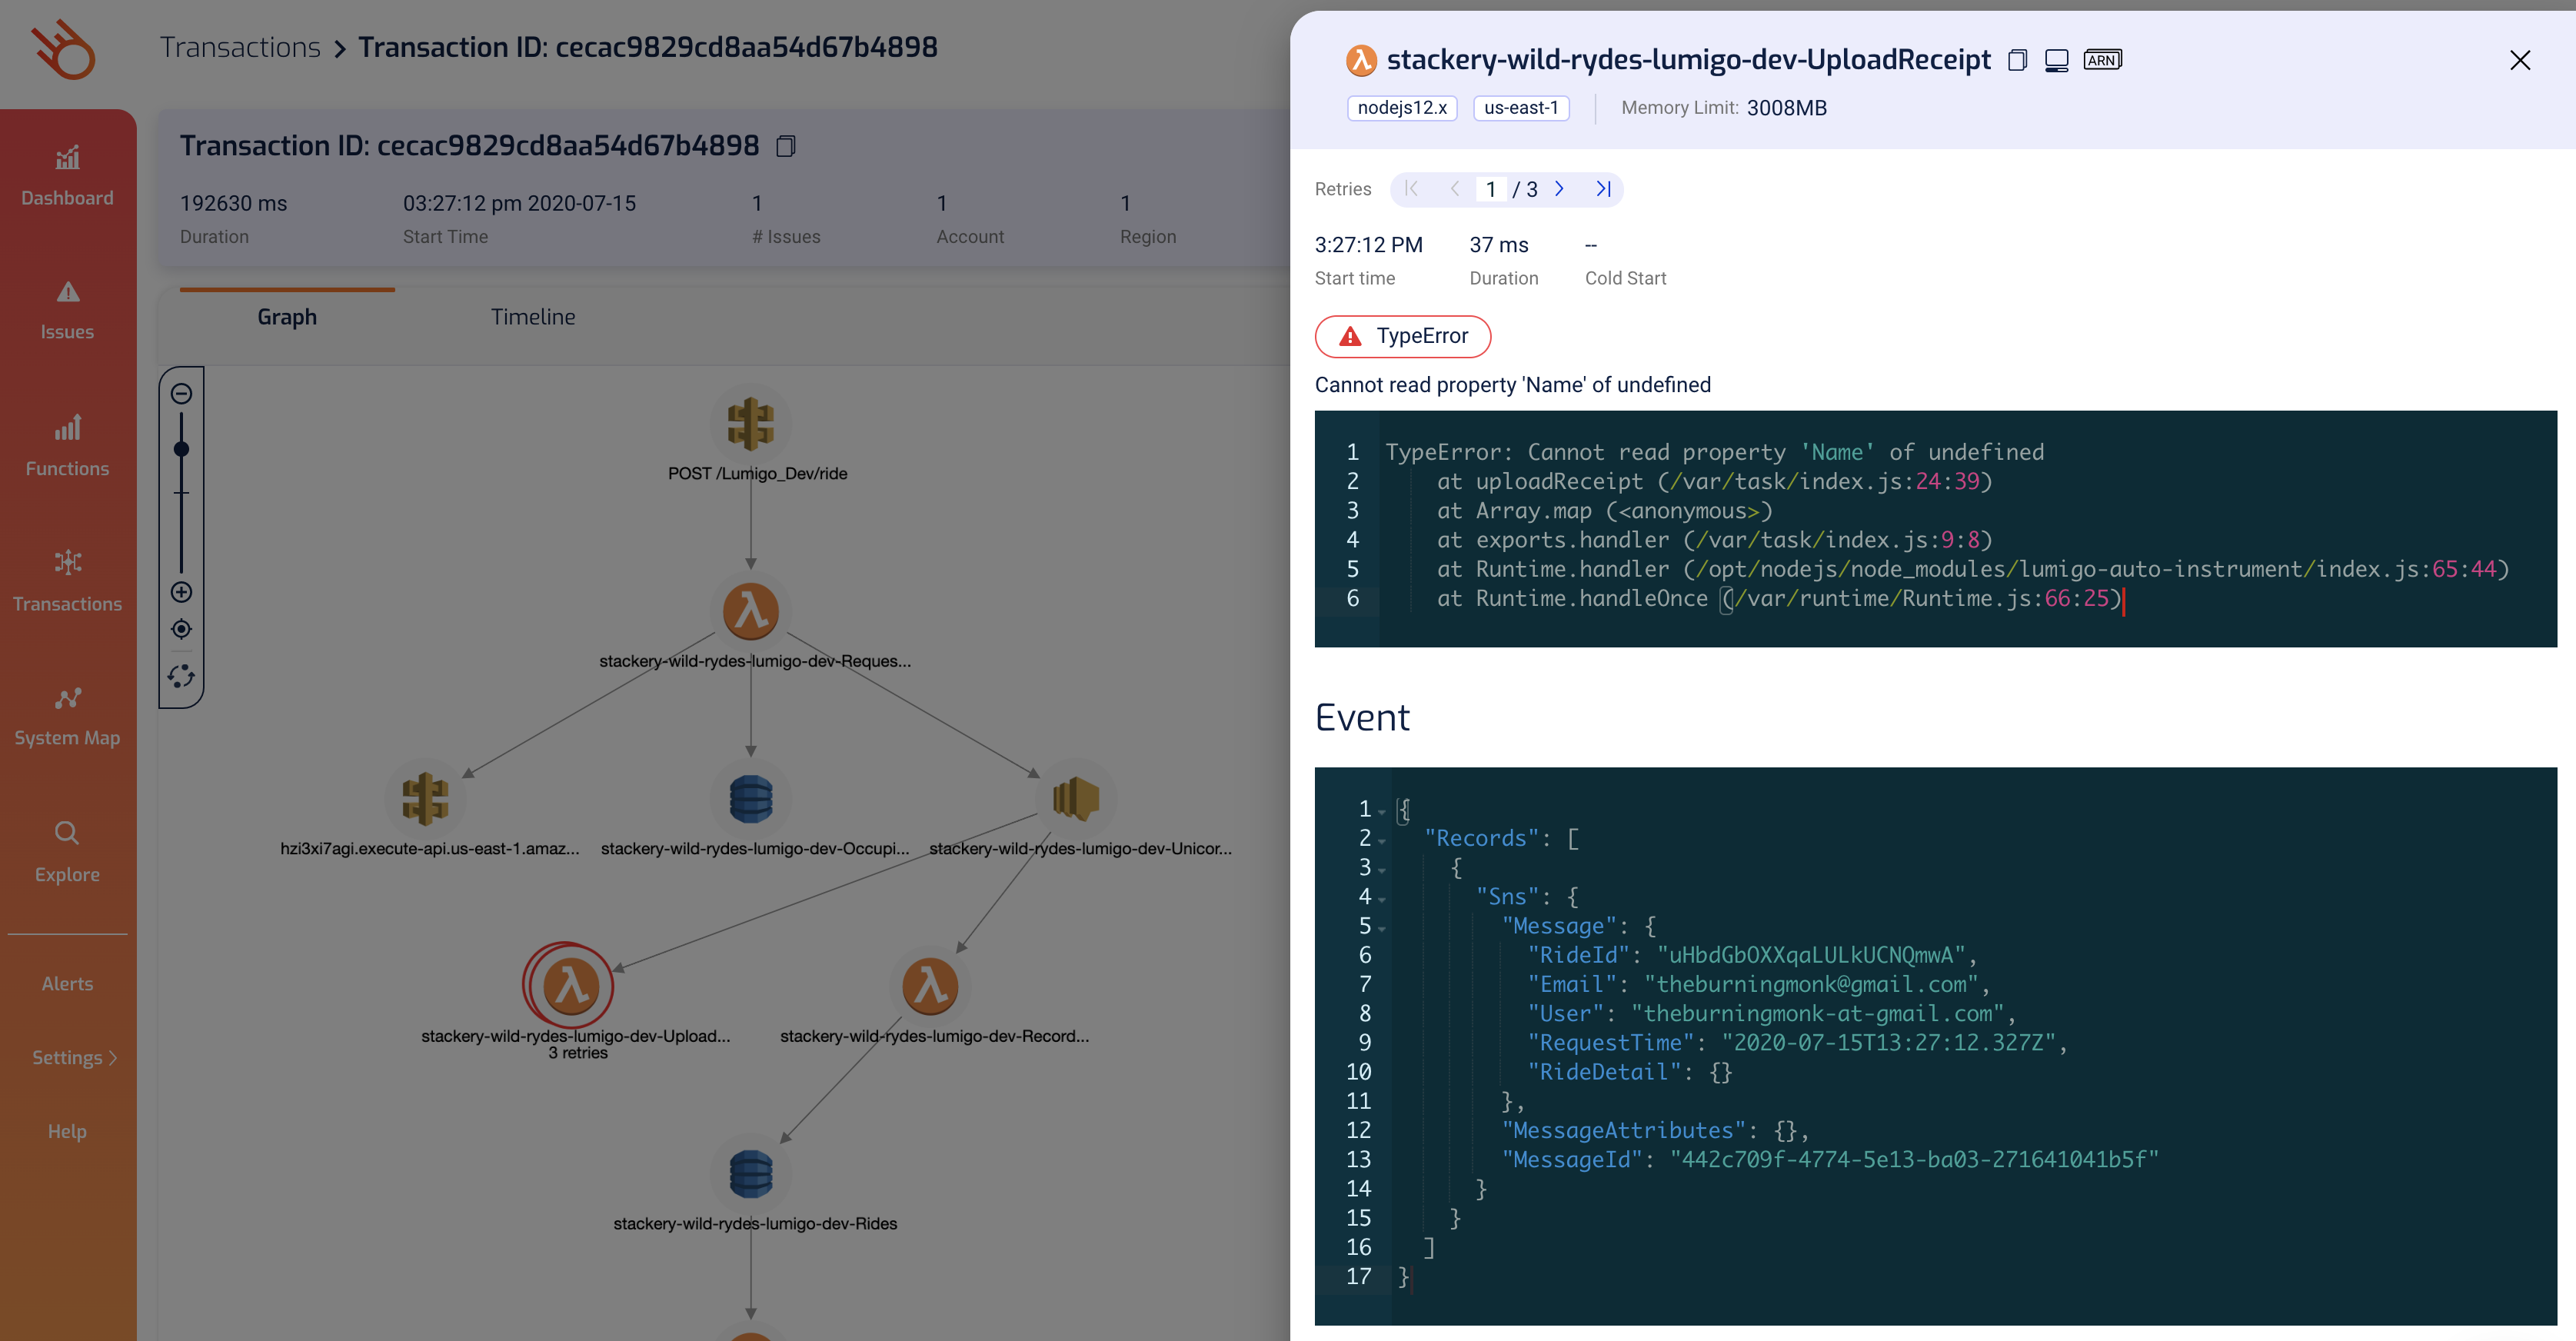 Transactions > Transaction ID: cecac9829cd8aa54d67b4898
Dashboard
Issues
Functions
Transactions
System Map
Explore
Alerts
Settings >
Help
Transaction ID: cecac9829cd8aa54d67b4898
192630 ms 03:27:12 pm 2020-07-15 1 1 1
Duration Start Time # Issues Account Region
Graph Timeline
POST /Lumigo_Dev/ride
stackery-wild-rydes-lumigo-dev-Reques...
hzi3xi7agi.execute-api.us-east-1.amaz... stackery-wild-rydes-lumigo-dev-Occupi... stackery-wild-rydes-lumigo-dev-Unicor...
stackery-wild-rydes-lumigo-dev-Upload... stackery-wild-rydes-lumigo-dev-Record...
3 retries
stackery-wild-rydes-lumigo-dev-Rides
stackery-wild-rydes-lumigo-dev-UploadReceipt ARN
nodejs12.x us-east-1 Memory Limit: 3008MB
Retries 1 / 3
3:27:12 PM 37 ms --
Start time Duration Cold Start
TypeError
Cannot read property 'Name' of undefined
1 TypeError: Cannot read property 'Name' of undefined
2 at uploadReceipt (/var/task/index.js:24:39)
3 at Array.map (<anonymous>)
4 at exports.handler (/var/task/index.js:9:8)
5 at Runtime.handler (/opt/nodejs/node_modules/lumigo-auto-instrument/index.js:65:44)
6 at Runtime.handleOnce (/var/runtime/Runtime.js:66:25)
Event
1 {
2 "Records": [
3 {
4 "Sns": {
5 "Message": {
6 "RideId": "uHbdGbOXXqaLULkUCNQmwA",
7 "Email": "theburningmonk@gmail.com",
8 "User": "theburningmonk-at-gmail.com",
9 "RequestTime": "2020-07-15T13:27:12.327Z",
10 "RideDetail": {}
11 },
12 "MessageAttributes": {},
13 "MessageId": "442c709f-4774-5e13-ba03-271641041b5f"
14 }
15 }
16 ]
17 }